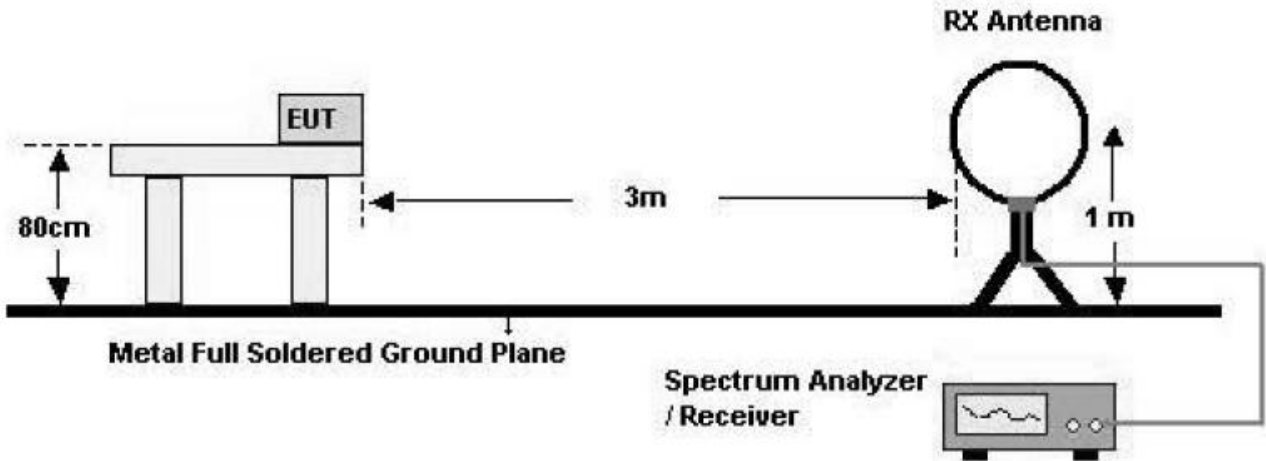 RX Antenna
EUT
80cm
3m
1 m
Metal Full Soldered Ground Plane
Spectrum Analyzer
/ Receiver